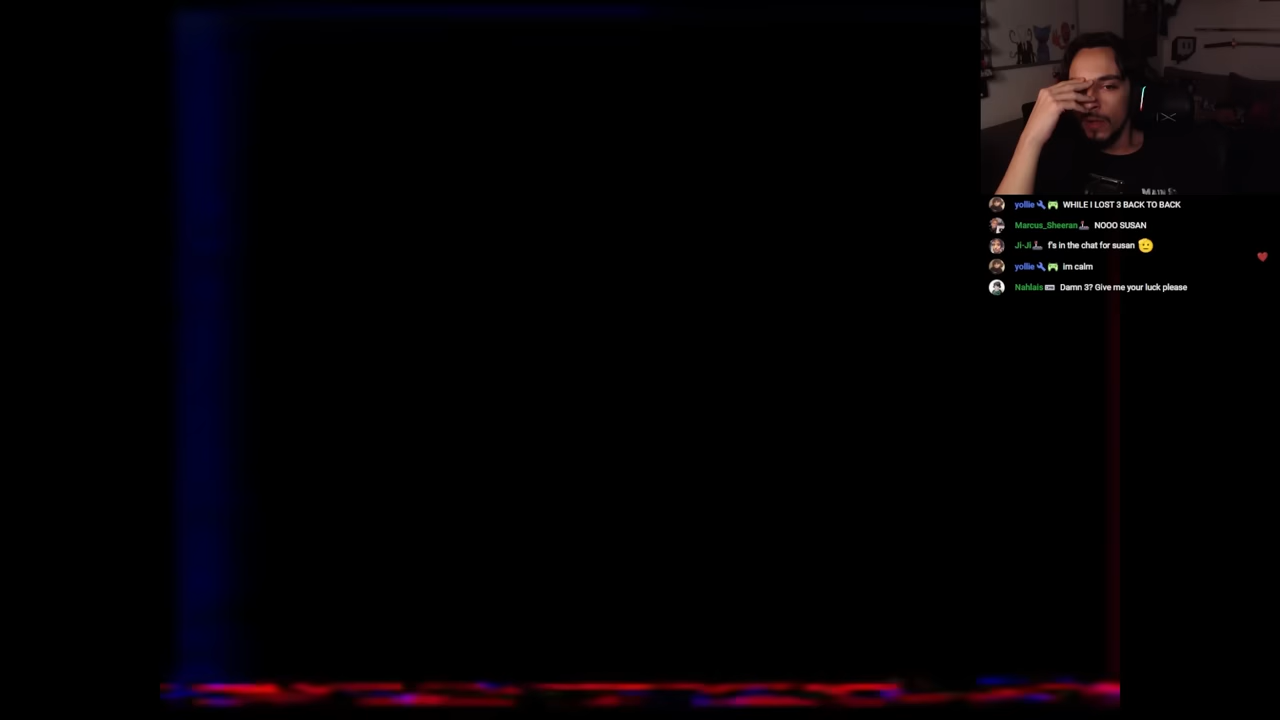 yollie WHILE I LOST 3 BACK TO BACK
Marcus_Sheeran NOOO SUSAN
Ji-Ji f's in the chat for susan
yollie im calm
Nahlais Damn 3? Give me your luck please